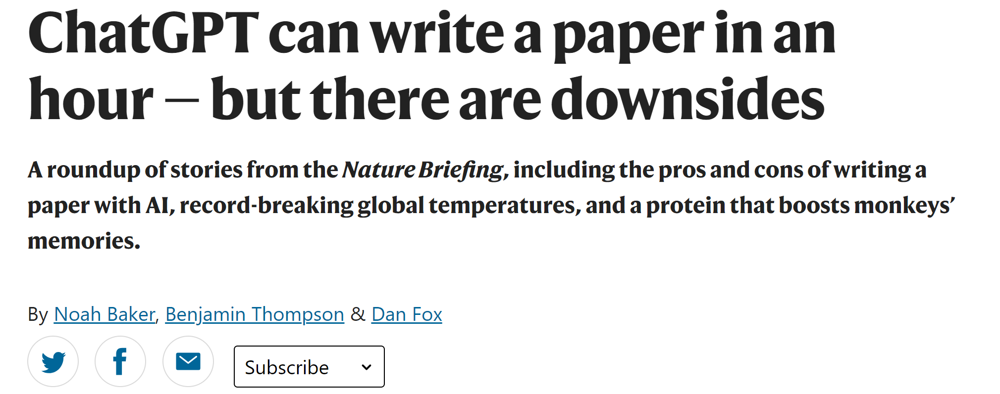 ChatGPT can write a paper in an
hour — but there are downsides
A roundup of stories from the Nature Briefing, including the pros and cons of writing a
paper with AI, record-breaking global temperatures, and a protein that boosts monkeys’
memories.
By Noah Baker, Benjamin Thompson & Dan Fox
Subscribe